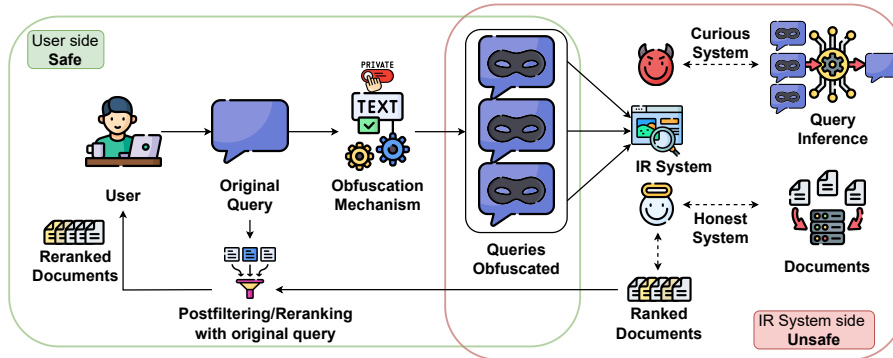 User side
Safe
PRIVATE
TEXT
Curious
System
Query
Inference
IR System
User
Original
Query
Obfuscation
Mechanism
Honest
System
Queries
Obfuscated
Documents
Reranked
Documents
Postfiltering/Reranking
with original query
Ranked
Documents
IR System side
Unsafe